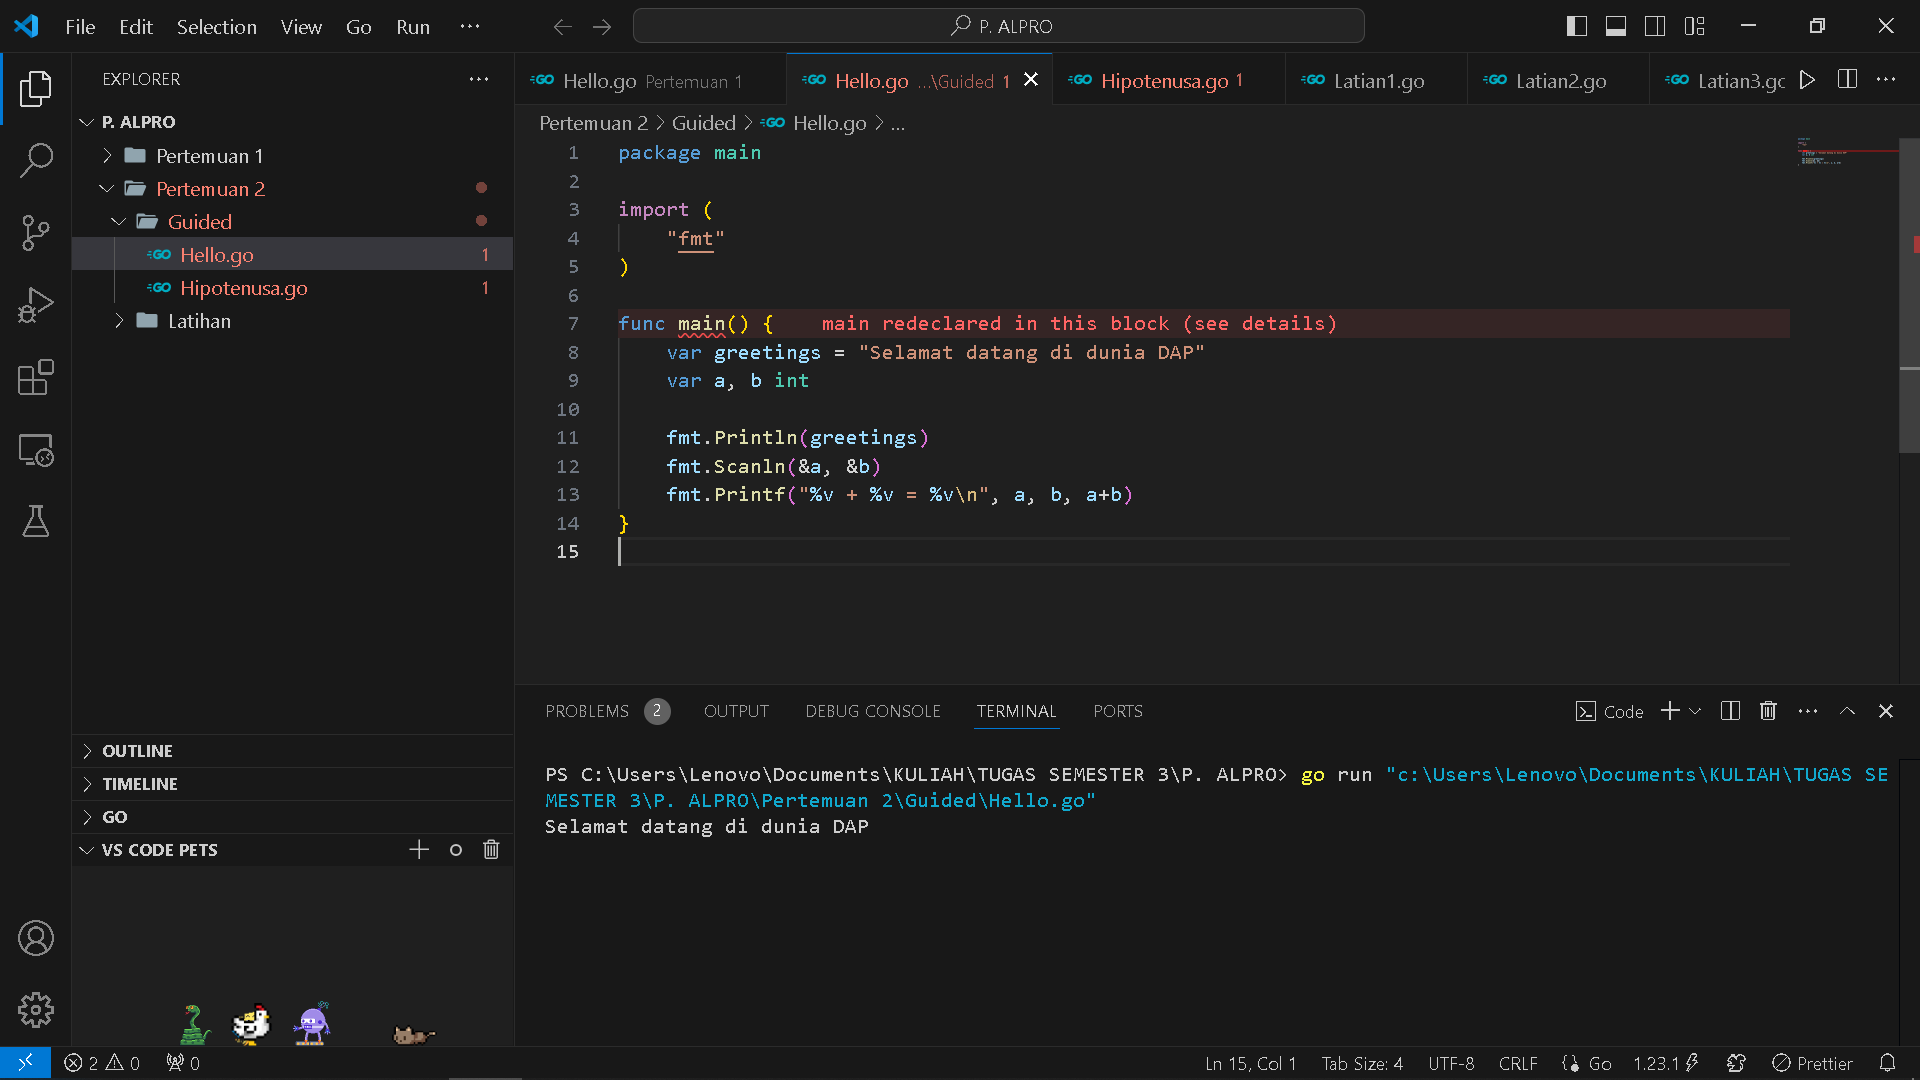 File Edit Selection View Go Run ···
P. ALPRO
EXPLORER
P. ALPRO
Pertemuan 1
Pertemuan 2
Guided
Hello.go 1
Hipotenusa.go 1
Latihan
OUTLINE
TIMELINE
GO
VS CODE PETS
Hello.go Pertemuan 1
Hello.go ...\Guided 1
Hipotenusa.go 1
Latian1.go
Latian2.go
Latian3.go
Pertemuan 2 > Guided > Hello.go > ...
1 package main
2
3 import (
4 "fmt"
5 )
6
7 func main() { main redeclared in this block (see details)
8 var greetings = "Selamat datang di dunia DAP"
9 var a, b int
10
11 fmt.Println(greetings)
12 fmt.Scanln(&a, &b)
13 fmt.Printf("%v + %v = %v\n", a, b, a+b)
14 }
15
PROBLEMS 2 OUTPUT DEBUG CONSOLE TERMINAL PORTS
Code
PS C:\Users\Lenovo\Documents\KULIAH\TUGAS SEMESTER 3\P. ALPRO> go run "c:\Users\Lenovo\Documents\KULIAH\TUGAS SE
MESTER 3\P. ALPRO\Pertemuan 2\Guided\Hello.go"
Selamat datang di dunia DAP
2 0 0
Ln 15, Col 1 Tab Size: 4 UTF-8 CRLF Go 1.23.1 Prettier